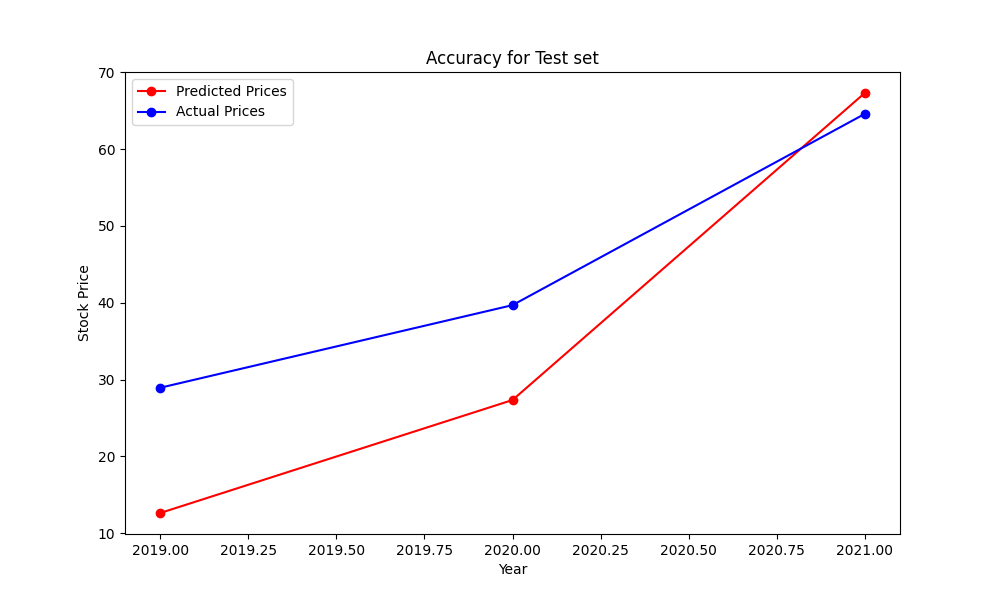 Accuracy for Test set
Predicted Prices
Actual Prices
Stock Price
70
60
50
40
30
20
10
2019.00 2019.25 2019.50 2019.75 2020.00 2020.25 2020.50 2020.75 2021.00
Year